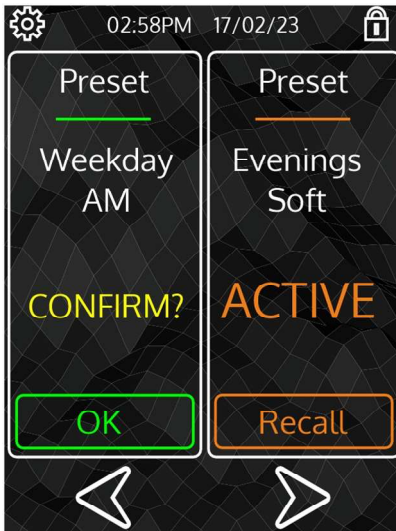 02:58PM 17/02/23
Preset
Weekday
AM
CONFIRM?
OK
Preset
Evenings
Soft
ACTIVE
Recall